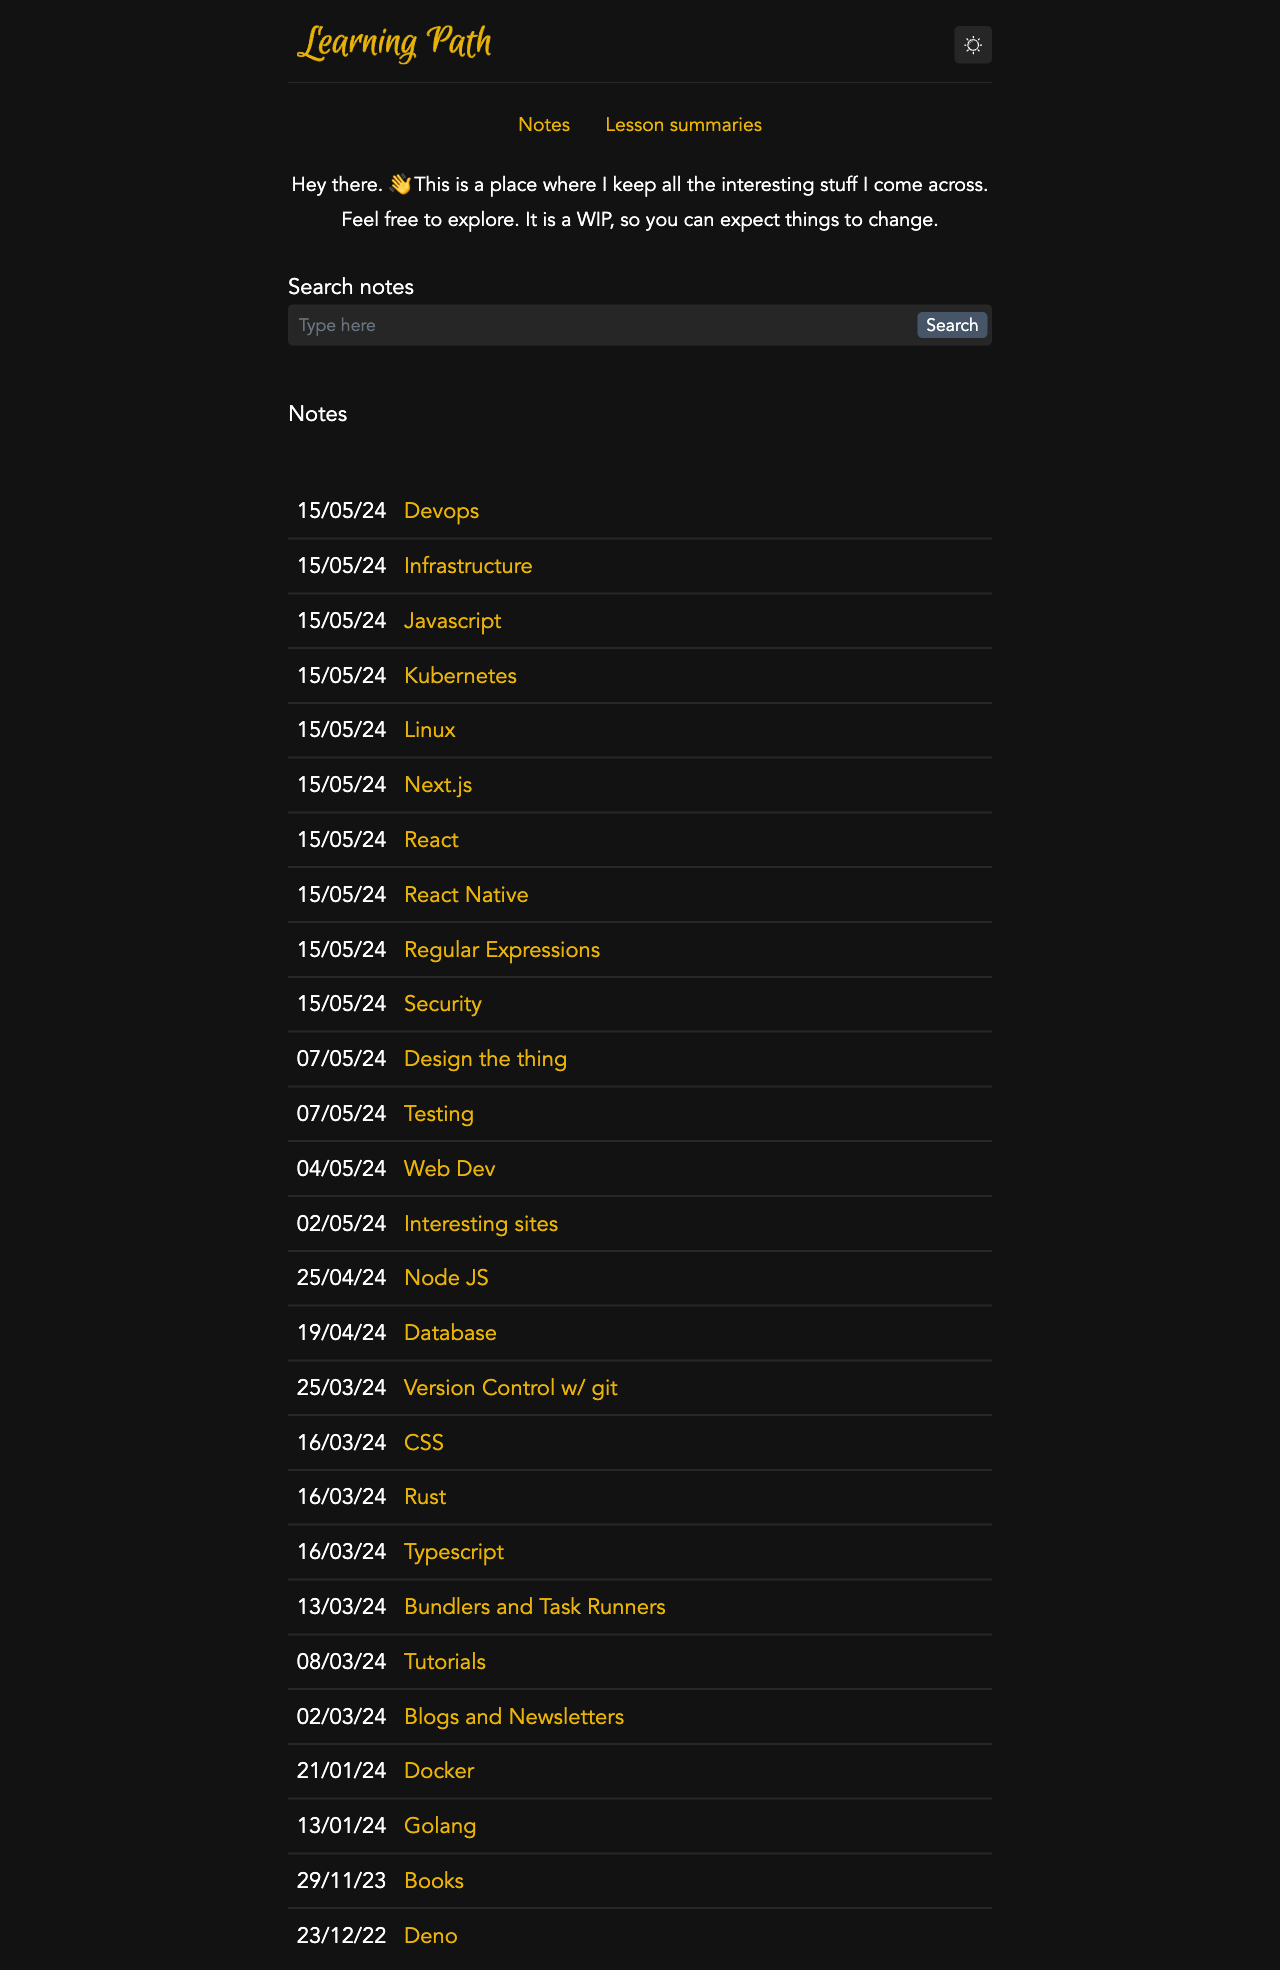 Learning Path
Notes Lesson summaries
Hey there. 👋This is a place where I keep all the interesting stuff I come across.
Feel free to explore. It is a WIP, so you can expect things to change.
Search notes
Type here Search
Notes
15/05/24 Devops
15/05/24 Infrastructure
15/05/24 Javascript
15/05/24 Kubernetes
15/05/24 Linux
15/05/24 Next.js
15/05/24 React
15/05/24 React Native
15/05/24 Regular Expressions
15/05/24 Security
07/05/24 Design the thing
07/05/24 Testing
04/05/24 Web Dev
02/05/24 Interesting sites
25/04/24 Node JS
19/04/24 Database
25/03/24 Version Control w/ git
16/03/24 CSS
16/03/24 Rust
16/03/24 Typescript
13/03/24 Bundlers and Task Runners
08/03/24 Tutorials
02/03/24 Blogs and Newsletters
21/01/24 Docker
13/01/24 Golang
29/11/23 Books
23/12/22 Deno